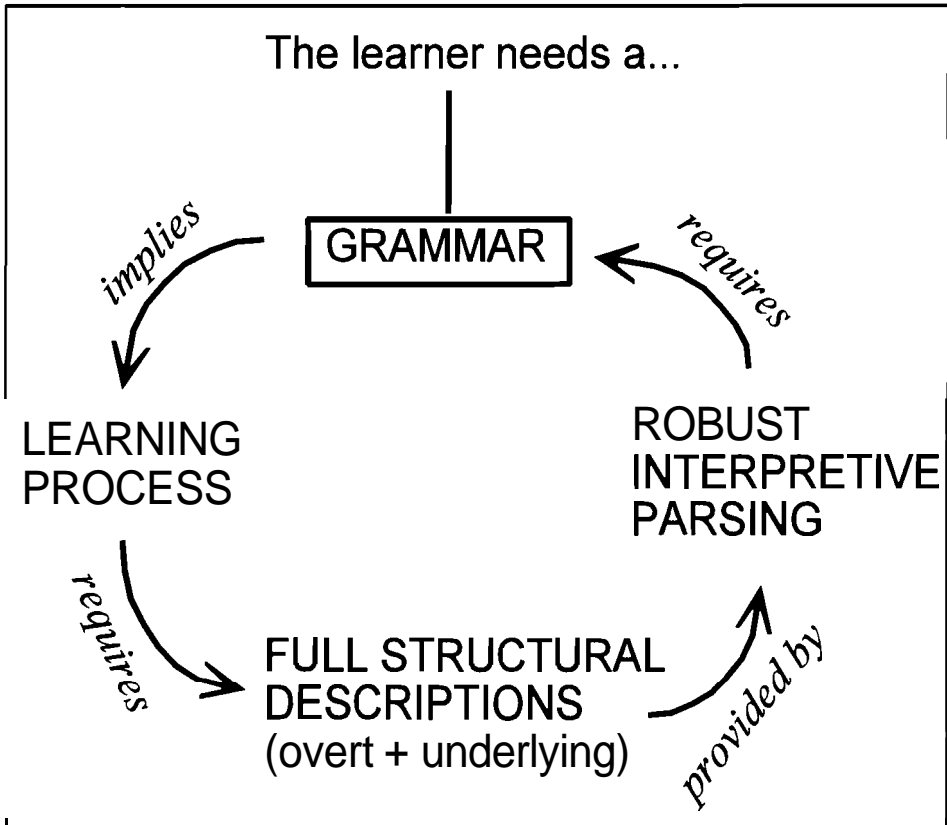 The learner needs a...
GRAMMAR
implies
LEARNING
PROCESS
requires
FULL STRUCTURAL
DESCRIPTIONS
(overt + underlying)
provided by
ROBUST
INTERPRETIVE
PARSING
requires